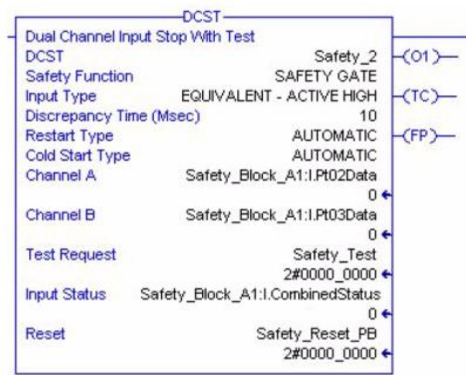 DCST
Dual Channel Input Stop With Test
DCST Safety_2 (O1)
Safety Function SAFETY GATE
Input Type EQUIVALENT - ACTIVE HIGH (TC)
Discrepancy Time (Msec) 10
Restart Type AUTOMATIC (FP)
Cold Start Type AUTOMATIC
Channel A Safety_Block_A1:I.Pt02Data
0
Channel B Safety_Block_A1:I.Pt03Data
0
Test Request Safety_Test
2#0000_0000
Input Status Safety_Block_A1:I.CombinedStatus
0
Reset Safety_Reset_PB
2#0000_0000